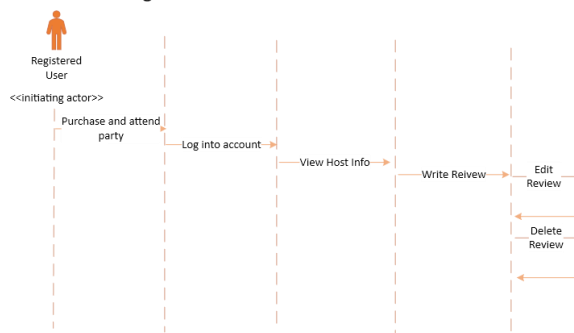 Registered
User
<<initiating actor>>
Purchase and attend
party
Log into account
View Host Info
Write Reivew
Edit
Review
Delete
Review